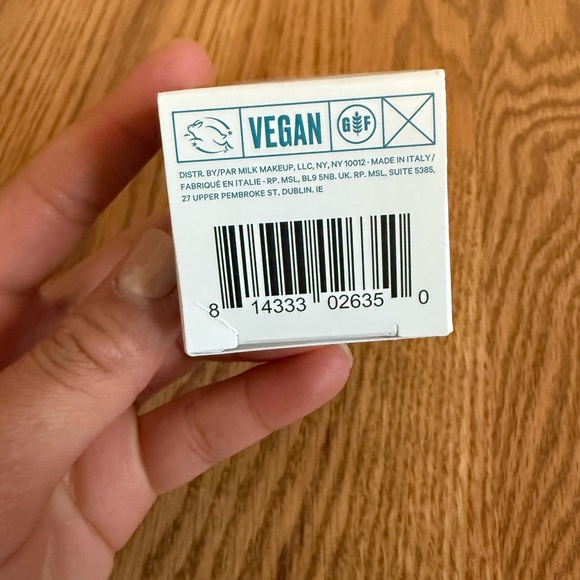 VEGAN GF
DISTR. BY/PAR MILK MAKEUP, LLC, NY, NY 10012 - MADE IN ITALY /
FABRIQUÉ EN ITALIE - RP. MSL, BL9 5NB. UK. RP. MSL, SUITE 5385,
27 UPPER PEMBROKE ST, DUBLIN. IE
8 14333 02635 0